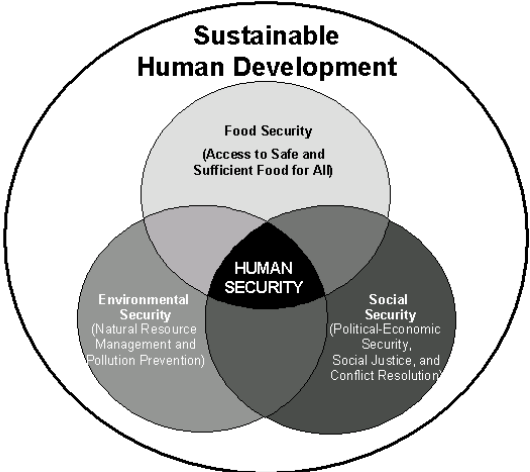 Sustainable
Human Development
Food Security
(Access to Safe and
Sufficient Food for All)
HUMAN
SECURITY
Environmental
Security
(Natural Resource
Management and
Pollution Prevention)
Social
Security
(Political-Economic
Security,
Social Justice, and
Conflict Resolution)